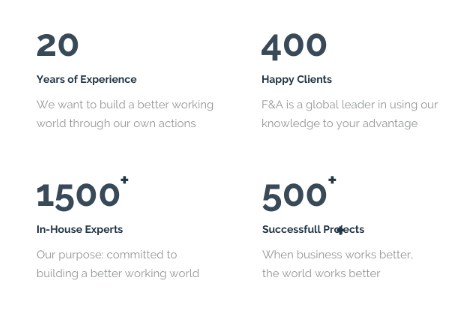 20
Years of Experience
We want to build a better working
world through our own actions
400
Happy Clients
F&A is a global leader in using our
knowledge to your advantage
1500+
In-House Experts
Our purpose: committed to
building a better working world
500+
Successfull Projects
When business works better,
the world works better